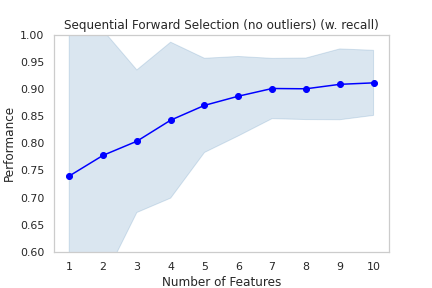 Sequential Forward Selection (no outliers) (w. recall)
1.00
0.95
0.90
0.85
0.80
0.75
0.70
0.65
0.60
Performance
1 2 3 4 5 6 7 8 9 10
Number of Features